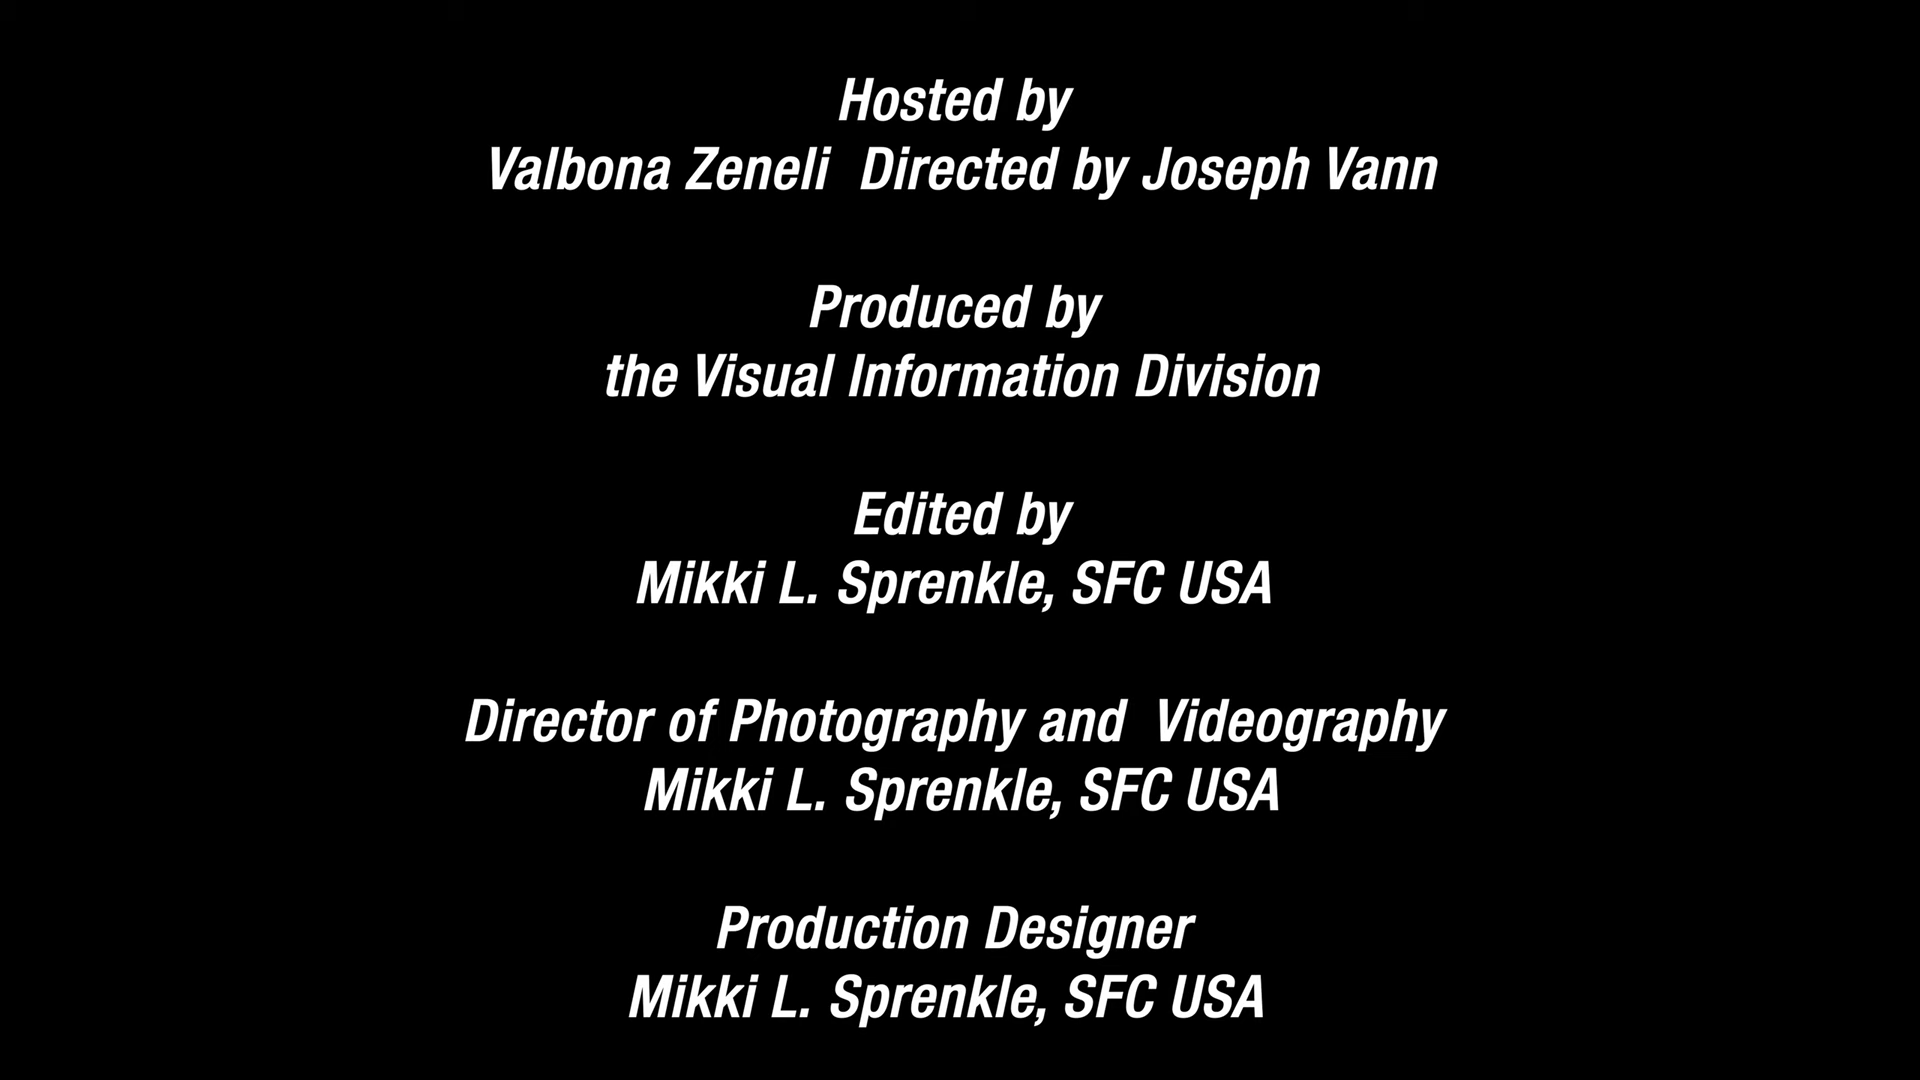 Hosted by
Valbona Zeneli  Directed by Joseph Vann
Produced by
the Visual Information Division
Edited by
Mikki L. Sprenkle, SFC USA
Director of Photography and  Videography
Mikki L. Sprenkle, SFC USA
Production Designer
Mikki L. Sprenkle, SFC USA